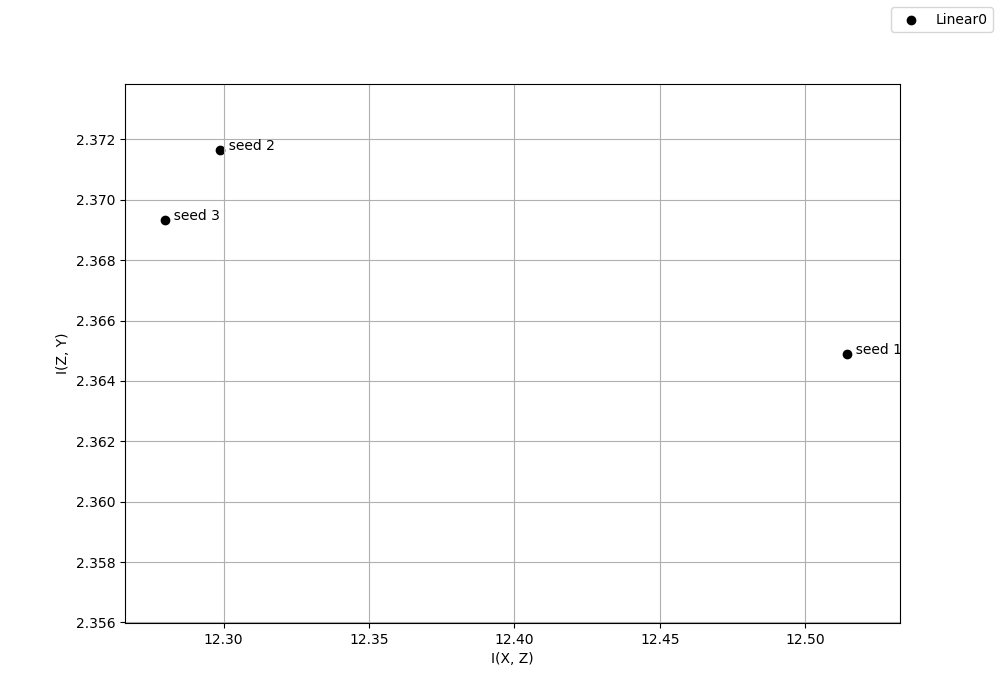 Linear0
2.372
seed 2
2.370
seed 3
2.368
2.366
seed 1
2.364
2.362
2.360
2.358
2.356
I(Z, Y)
12.30
12.35
12.40
12.45
12.50
I(X, Z)